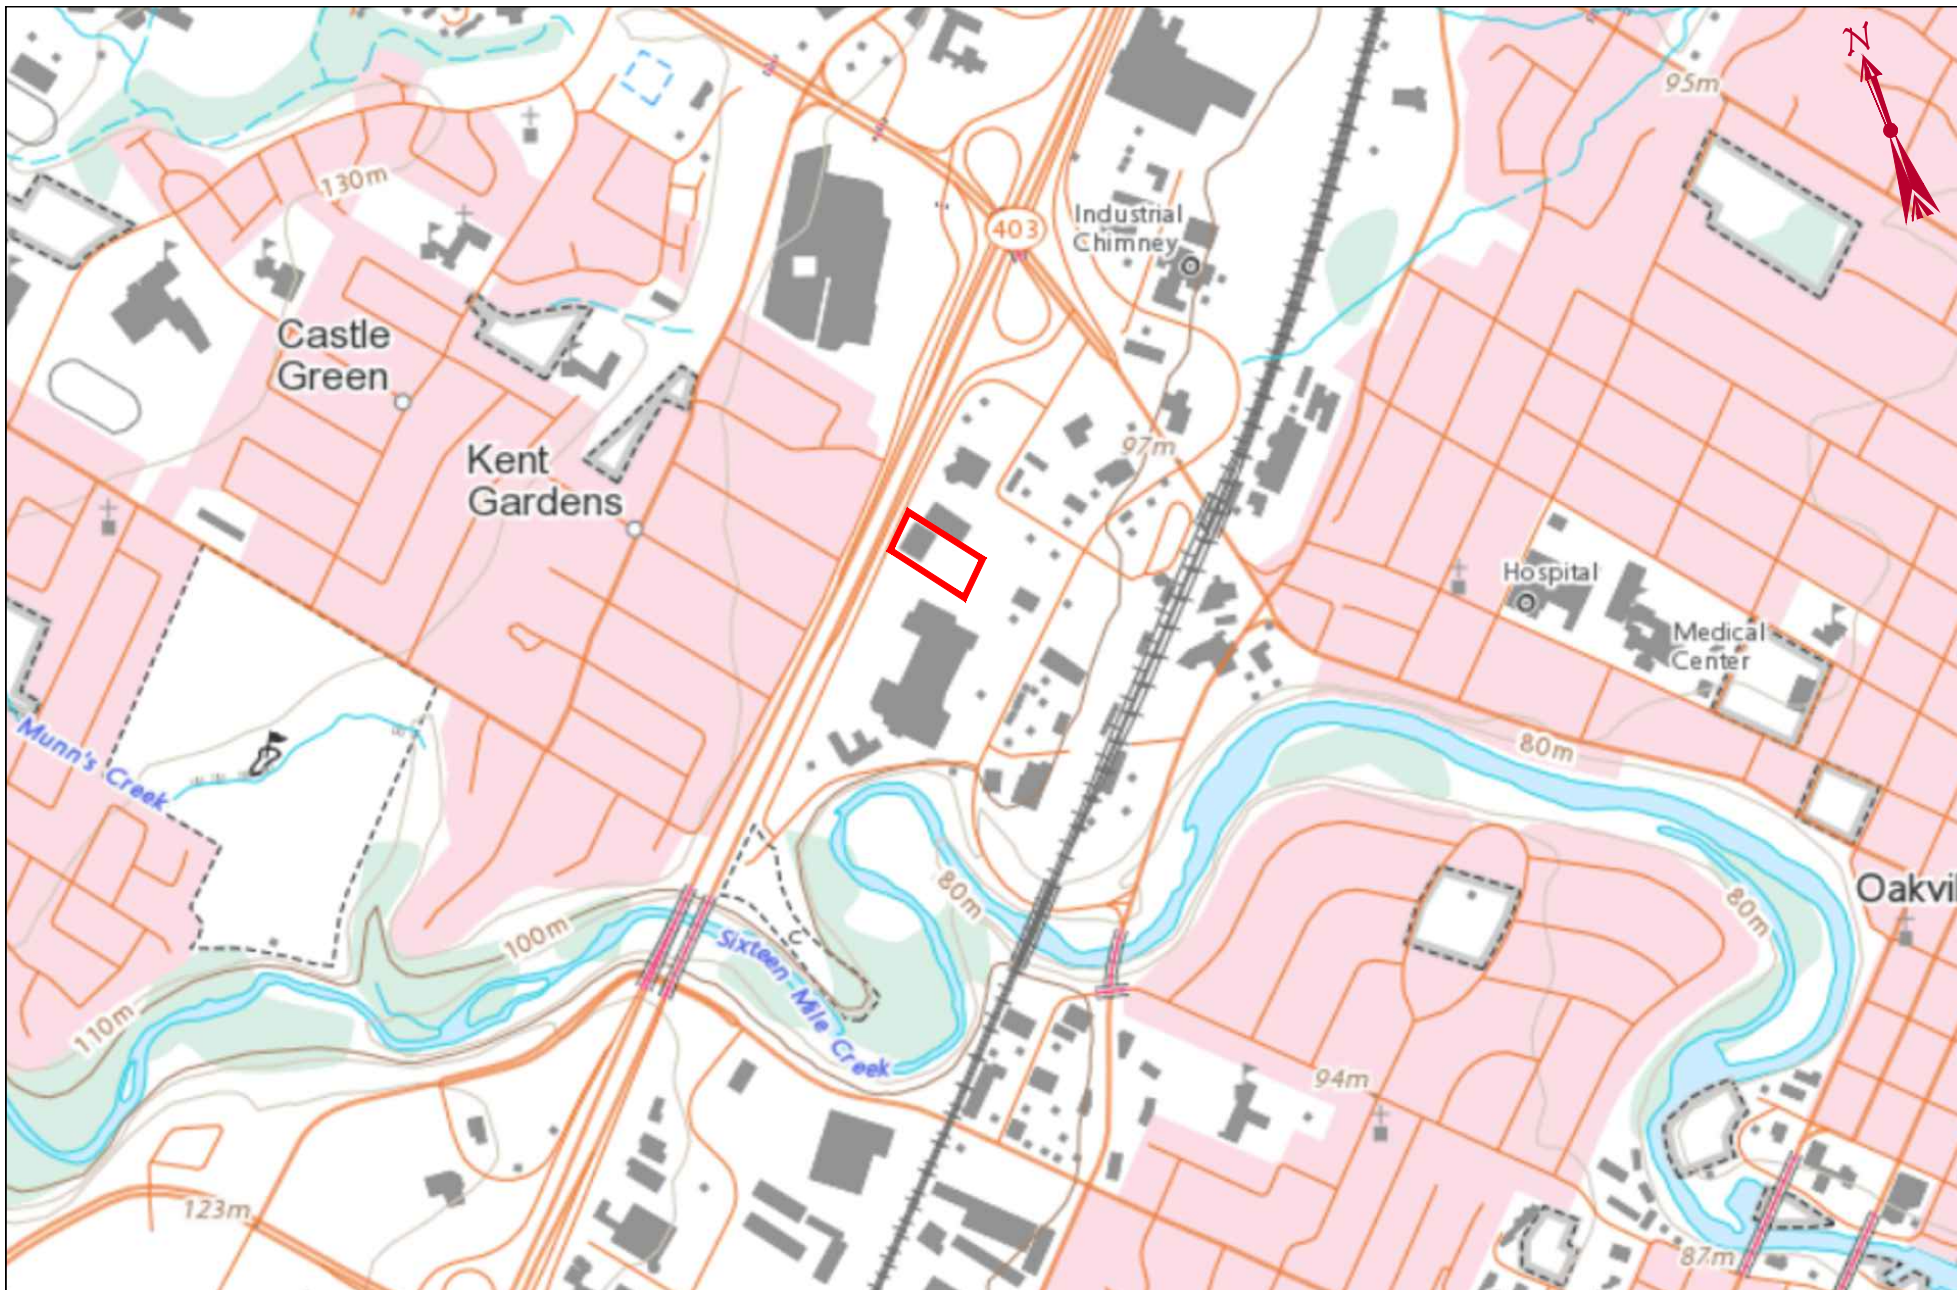 N
95m
130m
Industrial
Chimney
403
Castle
Green
97m
Kent
Gardens
Hospital
Medical
Center
Munn's Creek
80m
80m
80m
Oakvil
100m
Sixteen Mile Creek
110m
94m
123m
87m